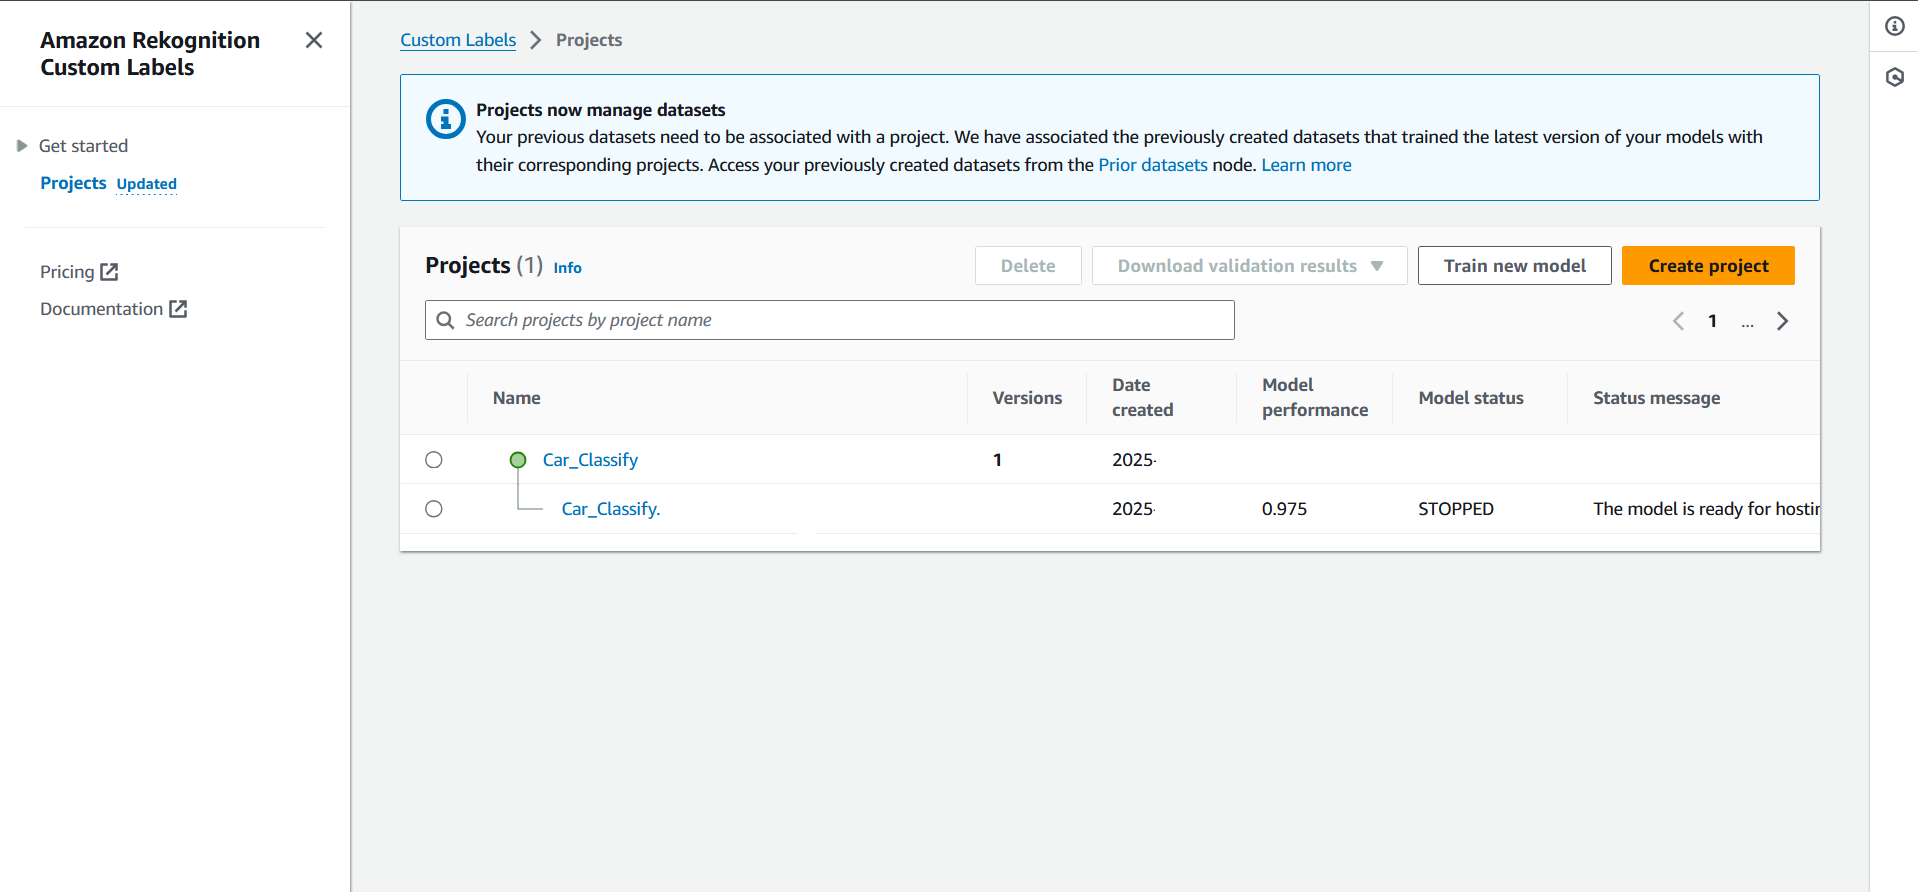 Amazon Rekognition
Custom Labels
Get started
Projects Updated
Pricing
Documentation
Custom Labels Projects
Projects now manage datasets
Your previous datasets need to be associated with a project. We have associated the previously created datasets that trained the latest version of your models with
their corresponding projects. Access your previously created datasets from the Prior datasets node. Learn more
Projects (1) Info
Delete
Download validation results
Train new model
Create project
Search projects by project name
1 ...
Name
Versions
Date
created
Model
performance
Model status
Status message
Car_Classify 1 2025-
Car_Classify. 2025- 0.975 STOPPED The model is ready for hostin